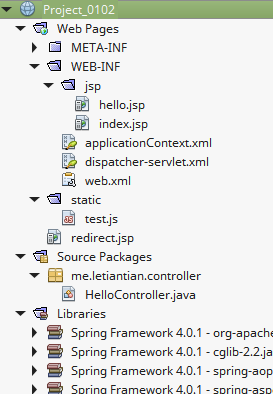 Project_0102
Web Pages
META-INF
WEB-INF
jsp
hello.jsp
index.jsp
applicationContext.xml
dispatcher-servlet.xml
web.xml
static
test.js
redirect.jsp
Source Packages
me.letiantian.controller
HelloController.java
Libraries
Spring Framework 4.0.1 - org-apache
Spring Framework 4.0.1 - cglib-2.2.ja
Spring Framework 4.0.1 - spring-aop
Spring Framework 4.0.1 - spring-asp